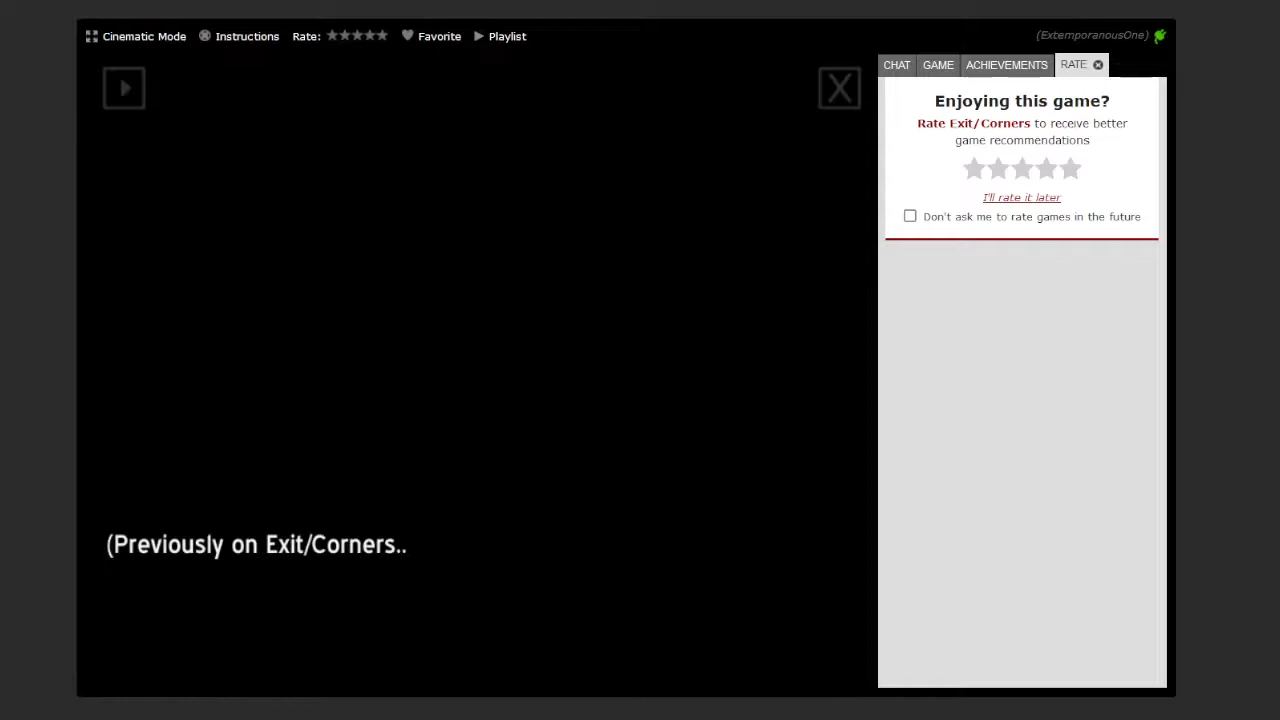 Cinematic Mode Instructions Rate: Favorite Playlist (ExtemporanousOne)
CHAT GAME ACHIEVEMENTS RATE
Enjoying this game?
Rate Exit/Corners to receive better
game recommendations
I'll rate it later
Don't ask me to rate games in the future
(Previously on Exit/Corners..